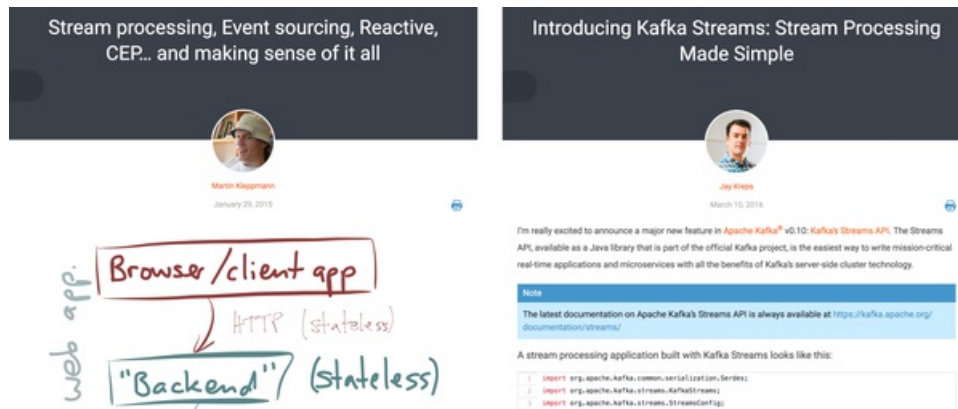 Stream processing, Event sourcing, Reactive,
CEP... and making sense of it all
Martin Kleppmann
January 29, 2015
web app.
Browser/client app
HTTP (stateless)
"Backend" (stateless)
Introducing Kafka Streams: Stream Processing
Made Simple
Jay Kreps
March 10, 2016
I'm really excited to announce a major new feature in Apache Kafka® v0.10: Kafka's Streams API. The Streams
API, available as a Java library that is part of the official Kafka project, is the easiest way to write mission-critical
real-time applications and microservices with all the benefits of Kafka's server-side cluster technology.
Note
The latest documentation on Apache Kafka's Streams API is always available at https://kafka.apache.org/
documentation/streams/
A stream processing application built with Kafka Streams looks like this:
1 import org.apache.kafka.common.serialization.Serdes;
2 import org.apache.kafka.streams.KafkaStreams;
3 import org.apache.kafka.streams.StreamsConfig;